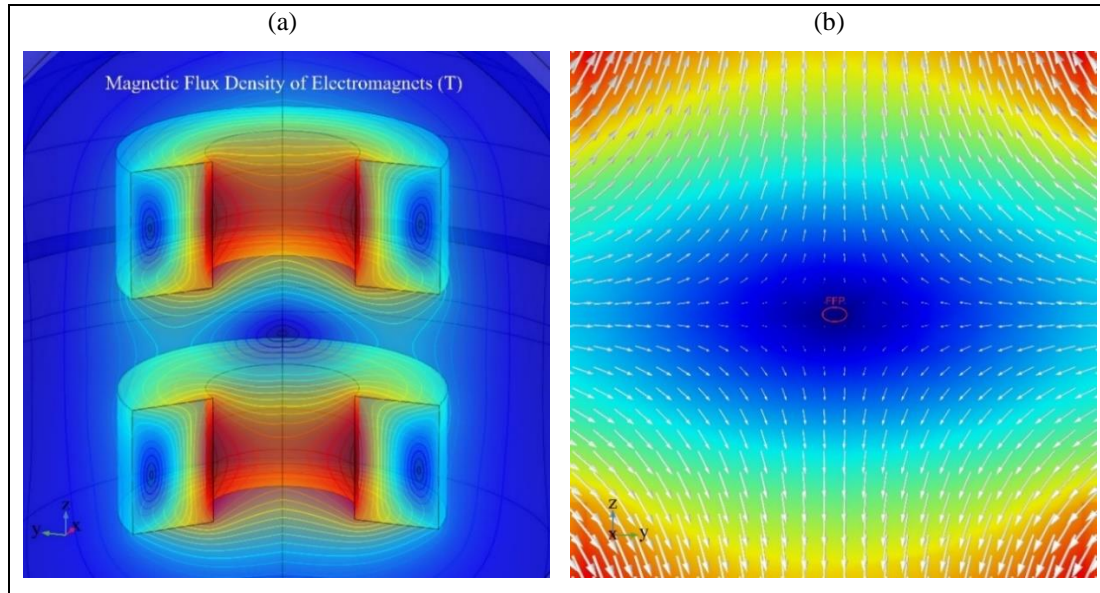 (a)
(b)
Magnetic Flux Density of Electromagnets (T)
FFP
z
y x
z
x y